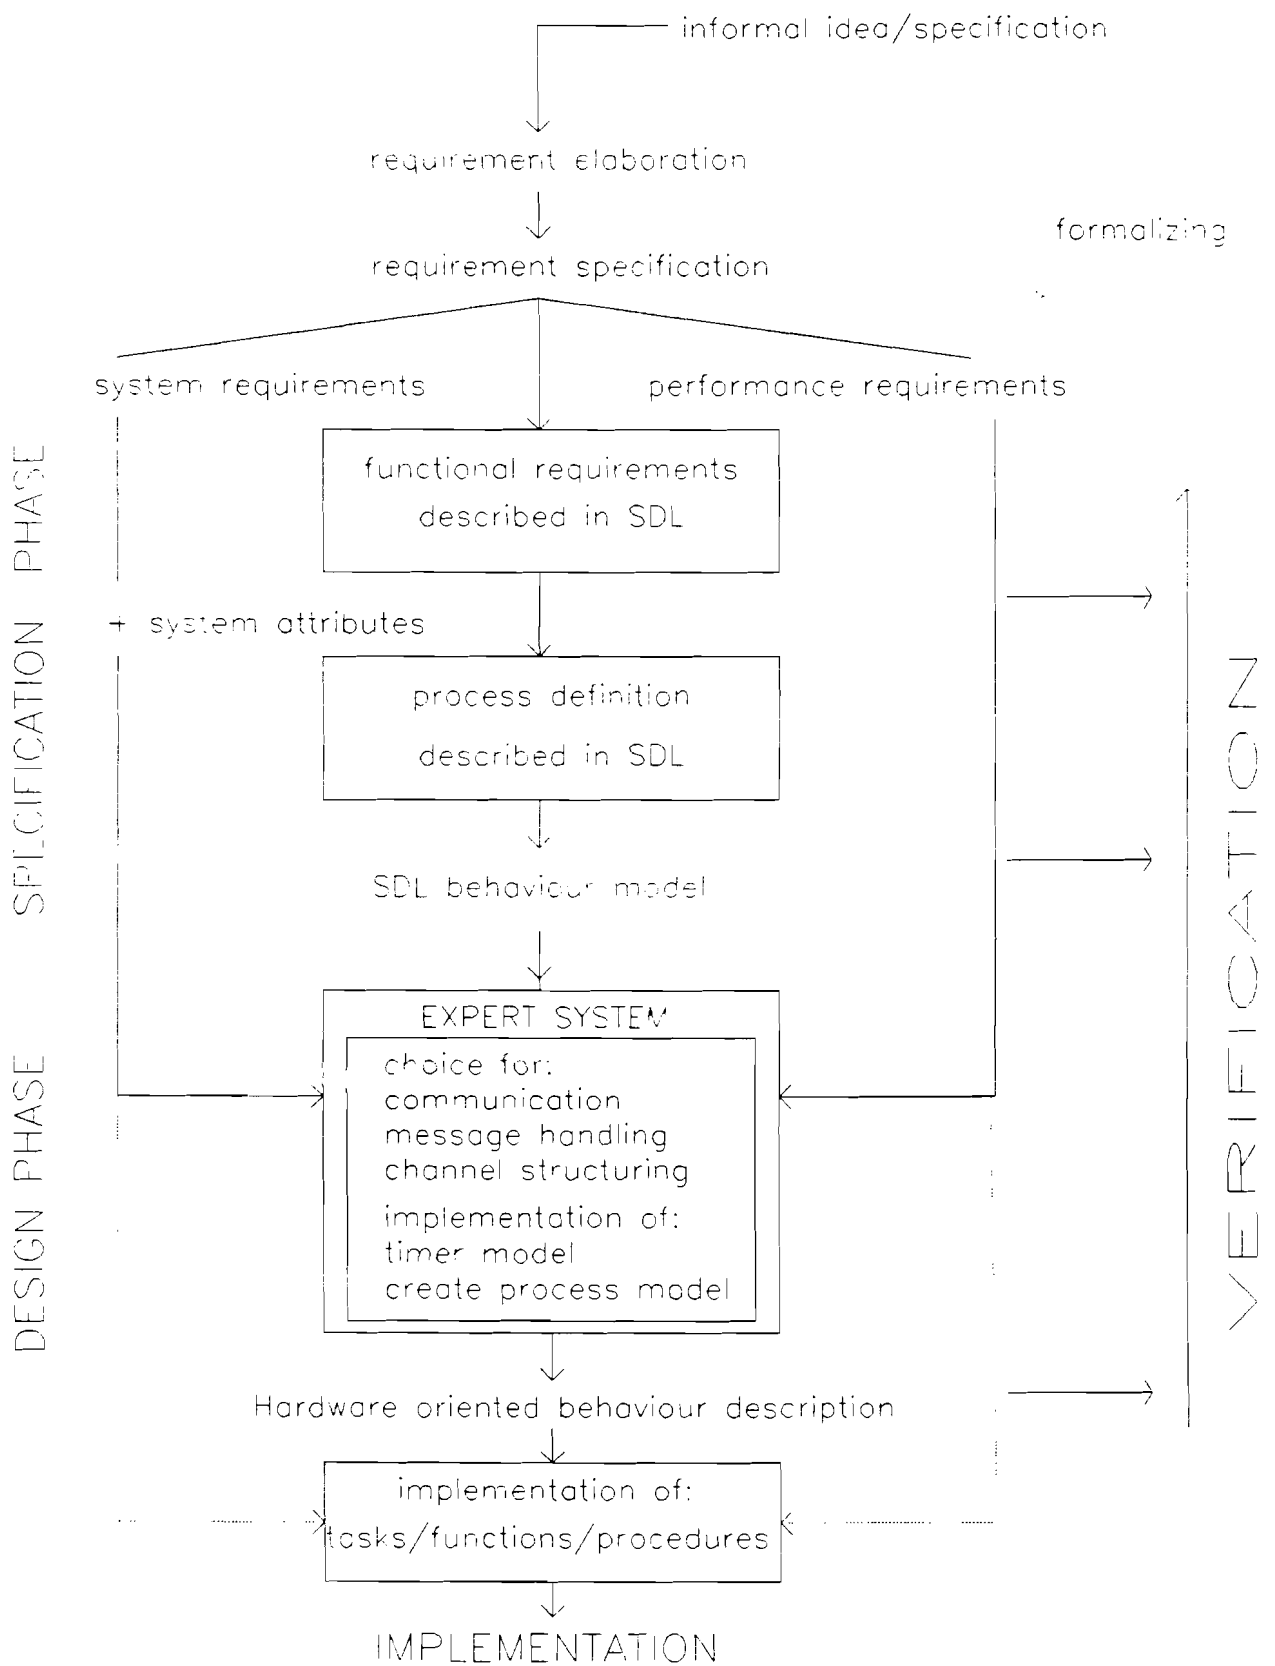 informal idea/specification
requirement elaboration
formalizing
requirement specification
system requirements
performance requirements
functional requirements
described in SDL
+ system attributes
process definition
described in SDL
SDL behaviour model
EXPERT SYSTEM
choice for:
communication
message handling
channel structuring
implementation of:
timer model
create process model
Hardware oriented behaviour description
implementation of:
tasks/functions/procedures
IMPLEMENTATION
SPECIFICATION PHASE
DESIGN PHASE
VERIFICATION